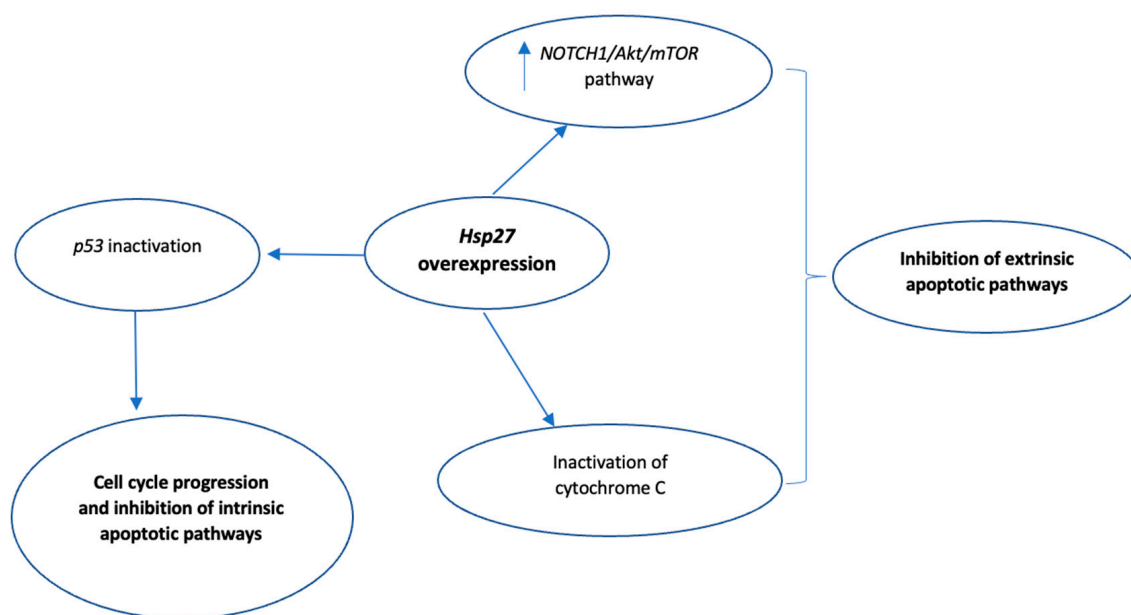 NOTCH1/Akt/mTOR
pathway
Hsp27
overexpression
p53 inactivation
Inhibition of extrinsic
apoptotic pathways
Cell cycle progression
and inhibition of intrinsic
apoptotic pathways
Inactivation of
cytochrome C